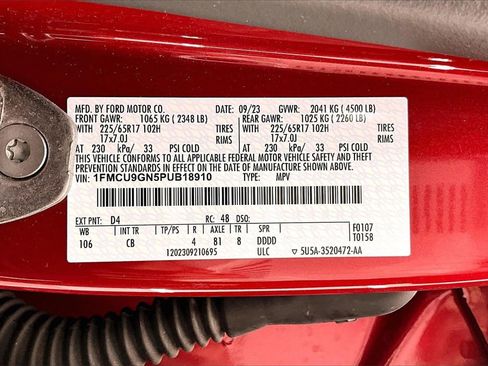 MFD. BY FORD MOTOR CO. 09/23 GVWR: 2041 KG ( 4500 LB)
FRONT GAWR: 1065 KG ( 2348 LB) REAR GAWR: 1025 KG ( 2260 LB)
WITH 225/65R17 102H TIRES WITH 225/65R17 102H TIRES
17x7.0J RIMS 17x7.0J RIMS
AT 230 kPa/ 33 PSI COLD AT 230 kPa/ 33 PSI COLD
THIS VEHICLE CONFORMS TO ALL APPLICABLE FEDERAL MOTOR VEHICLE SAFETY AND THEFT
PREVENTION STANDARDS IN EFFECT ON THE DATE OF MANUFACTURE SHOWN ABOVE.
VIN: 1FMCU9GN5PUB18910 TYPE: MPV
EXT PNT: D4 RC: 48 DSO: F0107
WB BRK INT TR TP/PS R AXLE TR SPR T0158
106 CB 4 81 8 DDDD
1202309210695 ULC 5U5A-3520472-AA